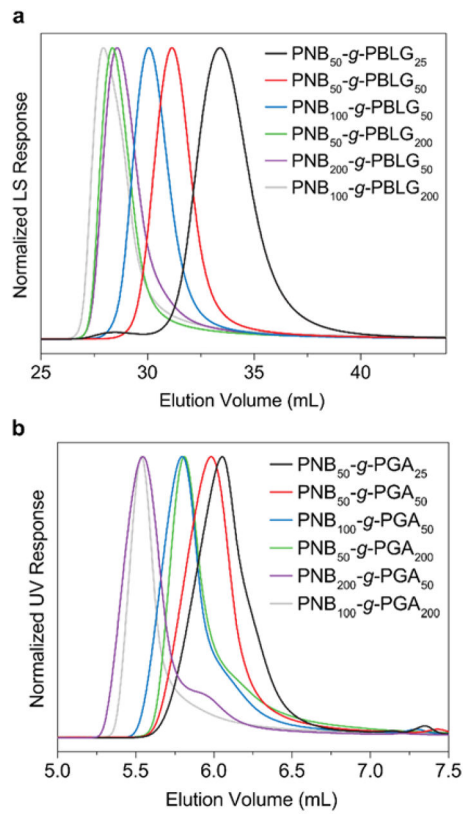 a
Normalized LS Response
PNB50-g-PBLG25
PNB50-g-PBLG50
PNB100-g-PBLG50
PNB50-g-PBLG200
PNB200-g-PBLG50
PNB100-g-PBLG200
25 30 35 40
Elution Volume (mL)
b
Normalized UV Response
PNB50-g-PGA25
PNB50-g-PGA50
PNB100-g-PGA50
PNB50-g-PGA200
PNB200-g-PGA50
PNB100-g-PGA200
5.0 5.5 6.0 6.5 7.0 7.5
Elution Volume (mL)